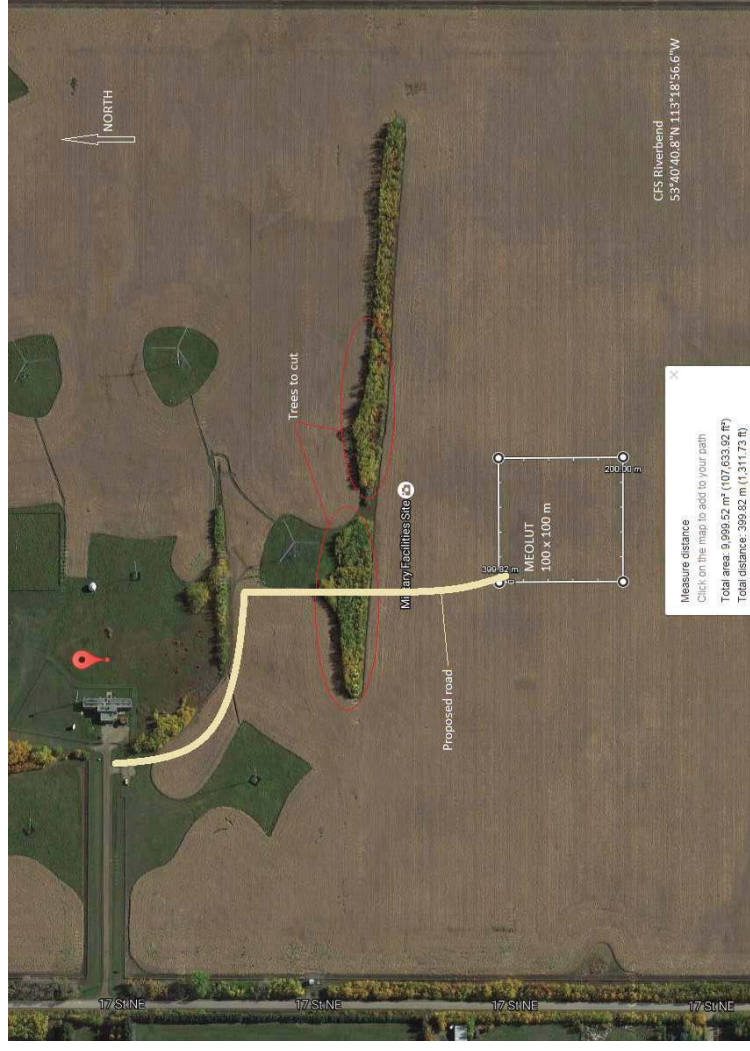 NORTH
CFS Riverbend
53°40'40.8"N 113°18'56.6"W
Trees to cut
Military Facilities Site
200.00 m
399.82 m
MEOLUT
100 x 100 m
Proposed road
Measure distance
Click on the map to add to your path
Total area: 9,999.52 m² (107,633.92 ft²)
Total distance: 399.82 m (1,311.73 ft)
17 St NE
17 St NE
17 St NE
17 St NE